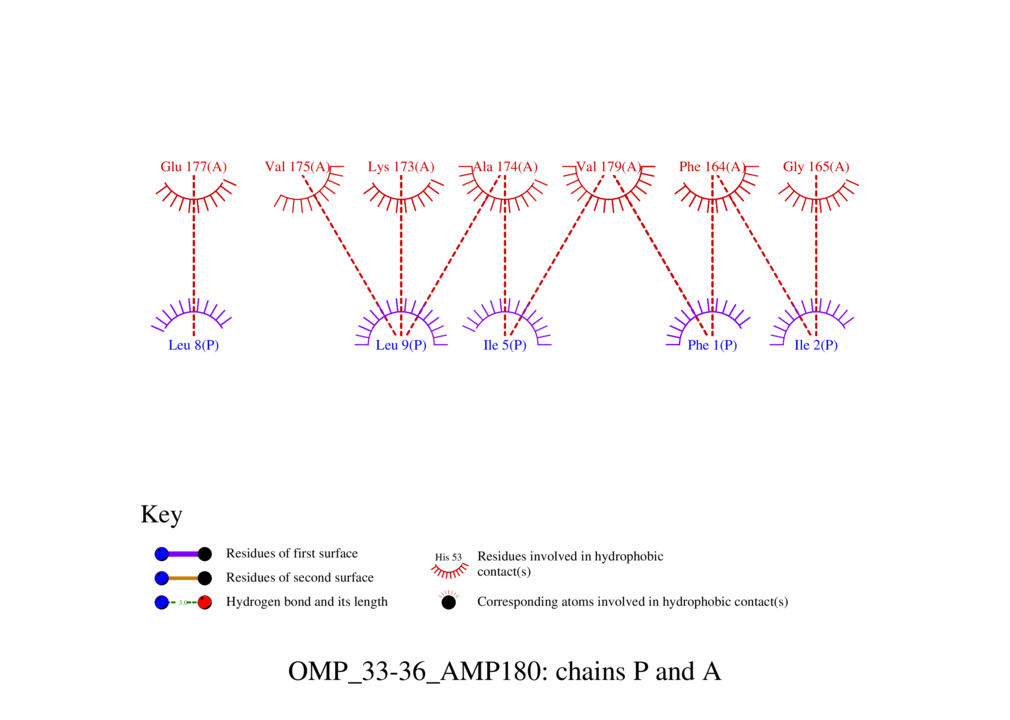 Glu 177(A) Val 175(A) Lys 173(A) Ala 174(A) Val 179(A) Phe 164(A) Gly 165(A)
Leu 8(P) Leu 9(P) Ile 5(P) Phe 1(P) Ile 2(P)
Key
Residues of first surface
Residues of second surface
3.0 Hydrogen bond and its length
His 53 Residues involved in hydrophobic
contact(s)
Corresponding atoms involved in hydrophobic contact(s)
OMP_33-36_AMP180: chains P and A